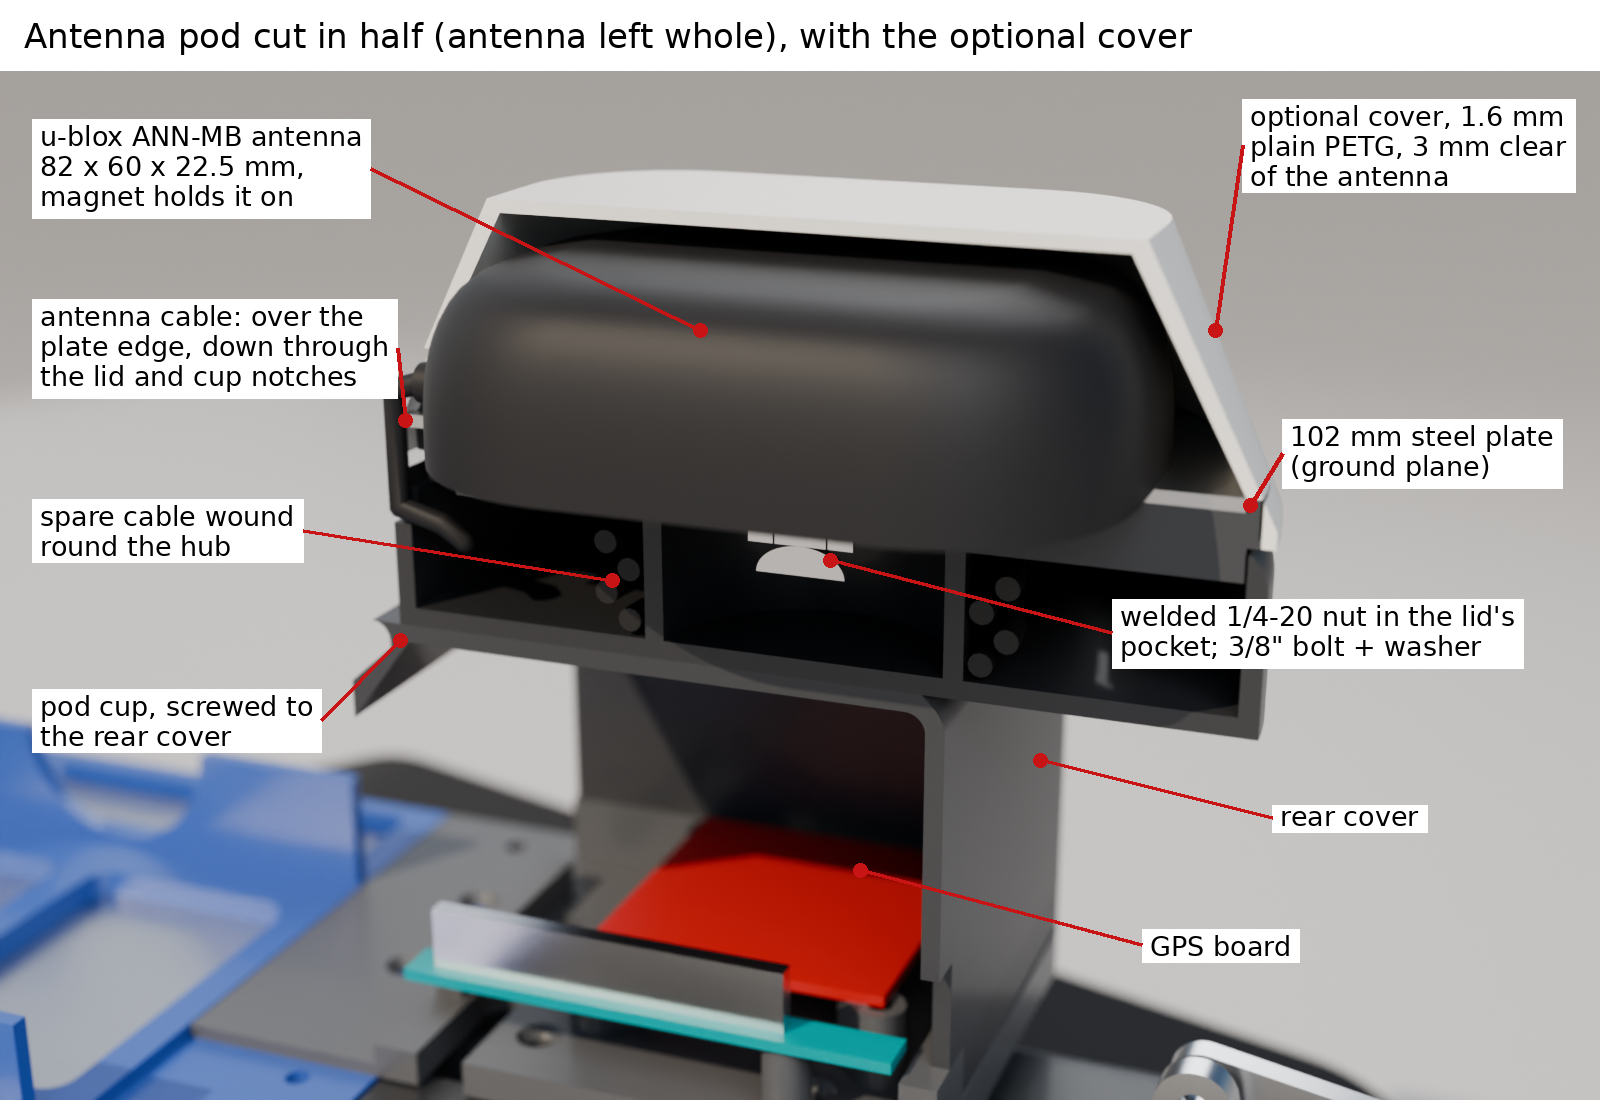 Antenna pod cut in half (antenna left whole), with the optional cover
u-blox ANN-MB antenna
82 x 60 x 22.5 mm,
magnet holds it on
optional cover, 1.6 mm
plain PETG, 3 mm clear
of the antenna
antenna cable: over the
plate edge, down through
the lid and cup notches
102 mm steel plate
(ground plane)
spare cable wound
round the hub
welded 1/4-20 nut in the lid's
pocket; 3/8" bolt + washer
pod cup, screwed to
the rear cover
rear cover
GPS board